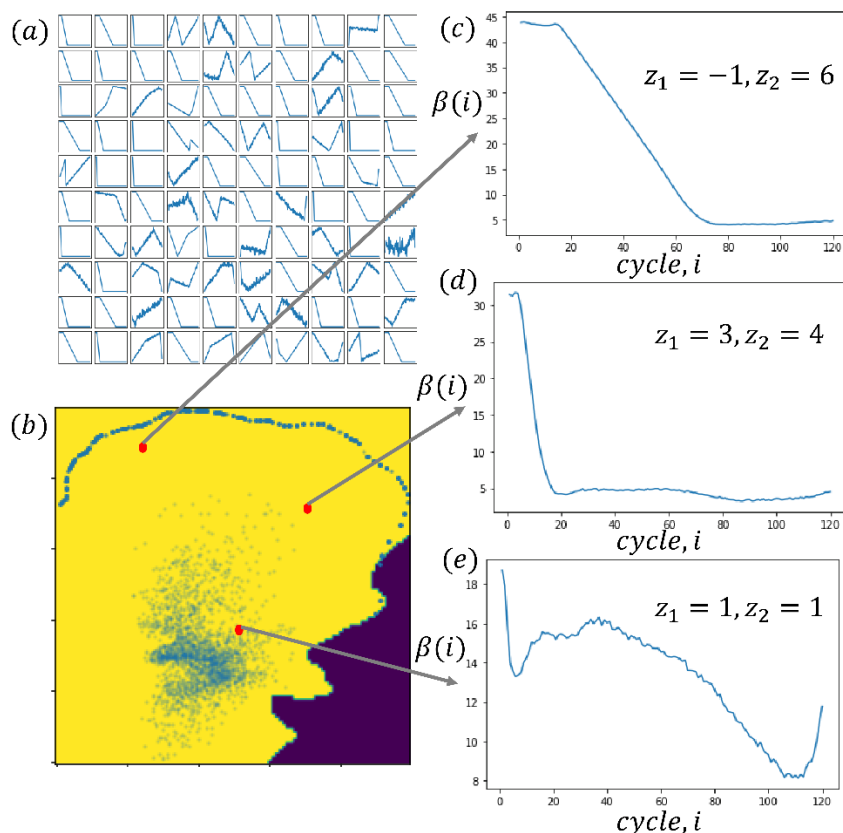 (a)
(b)
(c)
45
40
35
30
25
20
15
10
5
0 20 40 60 80 100 120
β(i)
z₁ = −1, z₂ = 6
cycle, i
(d)
30
25
20
15
10
5
0 20 40 60 80 100 120
β(i)
z₁ = 3, z₂ = 4
cycle, i
(e)
18
16
14
12
10
8
0 20 40 60 80 100 120
β(i)
z₁ = 1, z₂ = 1
cycle, i